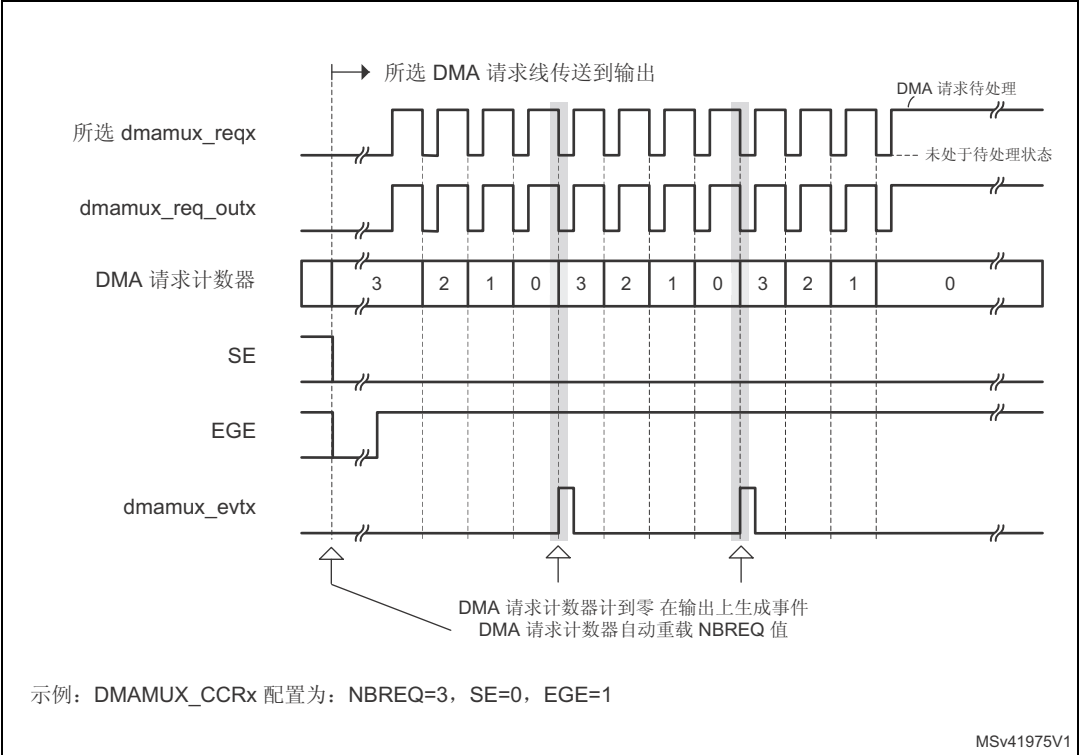 所选 DMA 请求线传送到输出
DMA 请求待处理
所选 dmamux_reqx
未处于待处理状态
dmamux_req_outx
DMA 请求计数器
3 2 1 0 3 2 1 0 3 2 1 0
SE
EGE
dmamux_evtx
DMA 请求计数器计到零 在输出上生成事件
DMA 请求计数器自动重载 NBREQ 值
示例：DMAMUX_CCRx 配置为：NBREQ=3，SE=0，EGE=1
MSv41975V1